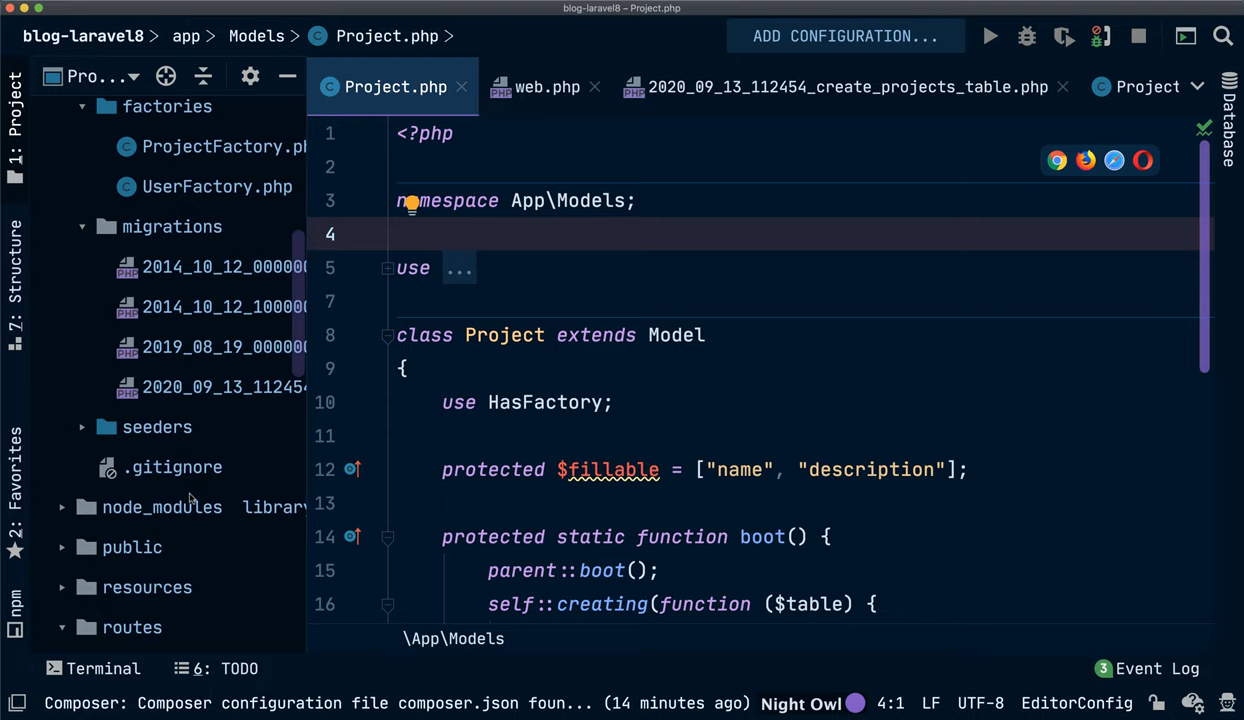 blog-laravel8 – Project.php
blog-laravel8 > app > Models > Project.php >
ADD CONFIGURATION...
Pro...
Project.php
web.php
2020_09_13_112454_create_projects_table.php
Project
1: Project
7: Structure
2: Favorites
npm
Database
factories
ProjectFactory.ph
UserFactory.php
migrations
2014_10_12_000000
2014_10_12_100000
2019_08_19_000000
2020_09_13_112454
seeders
.gitignore
node_modules library
public
resources
routes
1 <?php
2
3 namespace App\Models;
4
5 use ...
7
8 class Project extends Model
9 {
10 use HasFactory;
11
12 protected $fillable = ["name", "description"];
13
14 protected static function boot() {
15 parent::boot();
16 self::creating(function ($table) {
\App\Models
Terminal
6: TODO
3 Event Log
Composer: Composer configuration file composer.json foun... (14 minutes ago)
Night Owl
4:1 LF UTF-8 EditorConfig